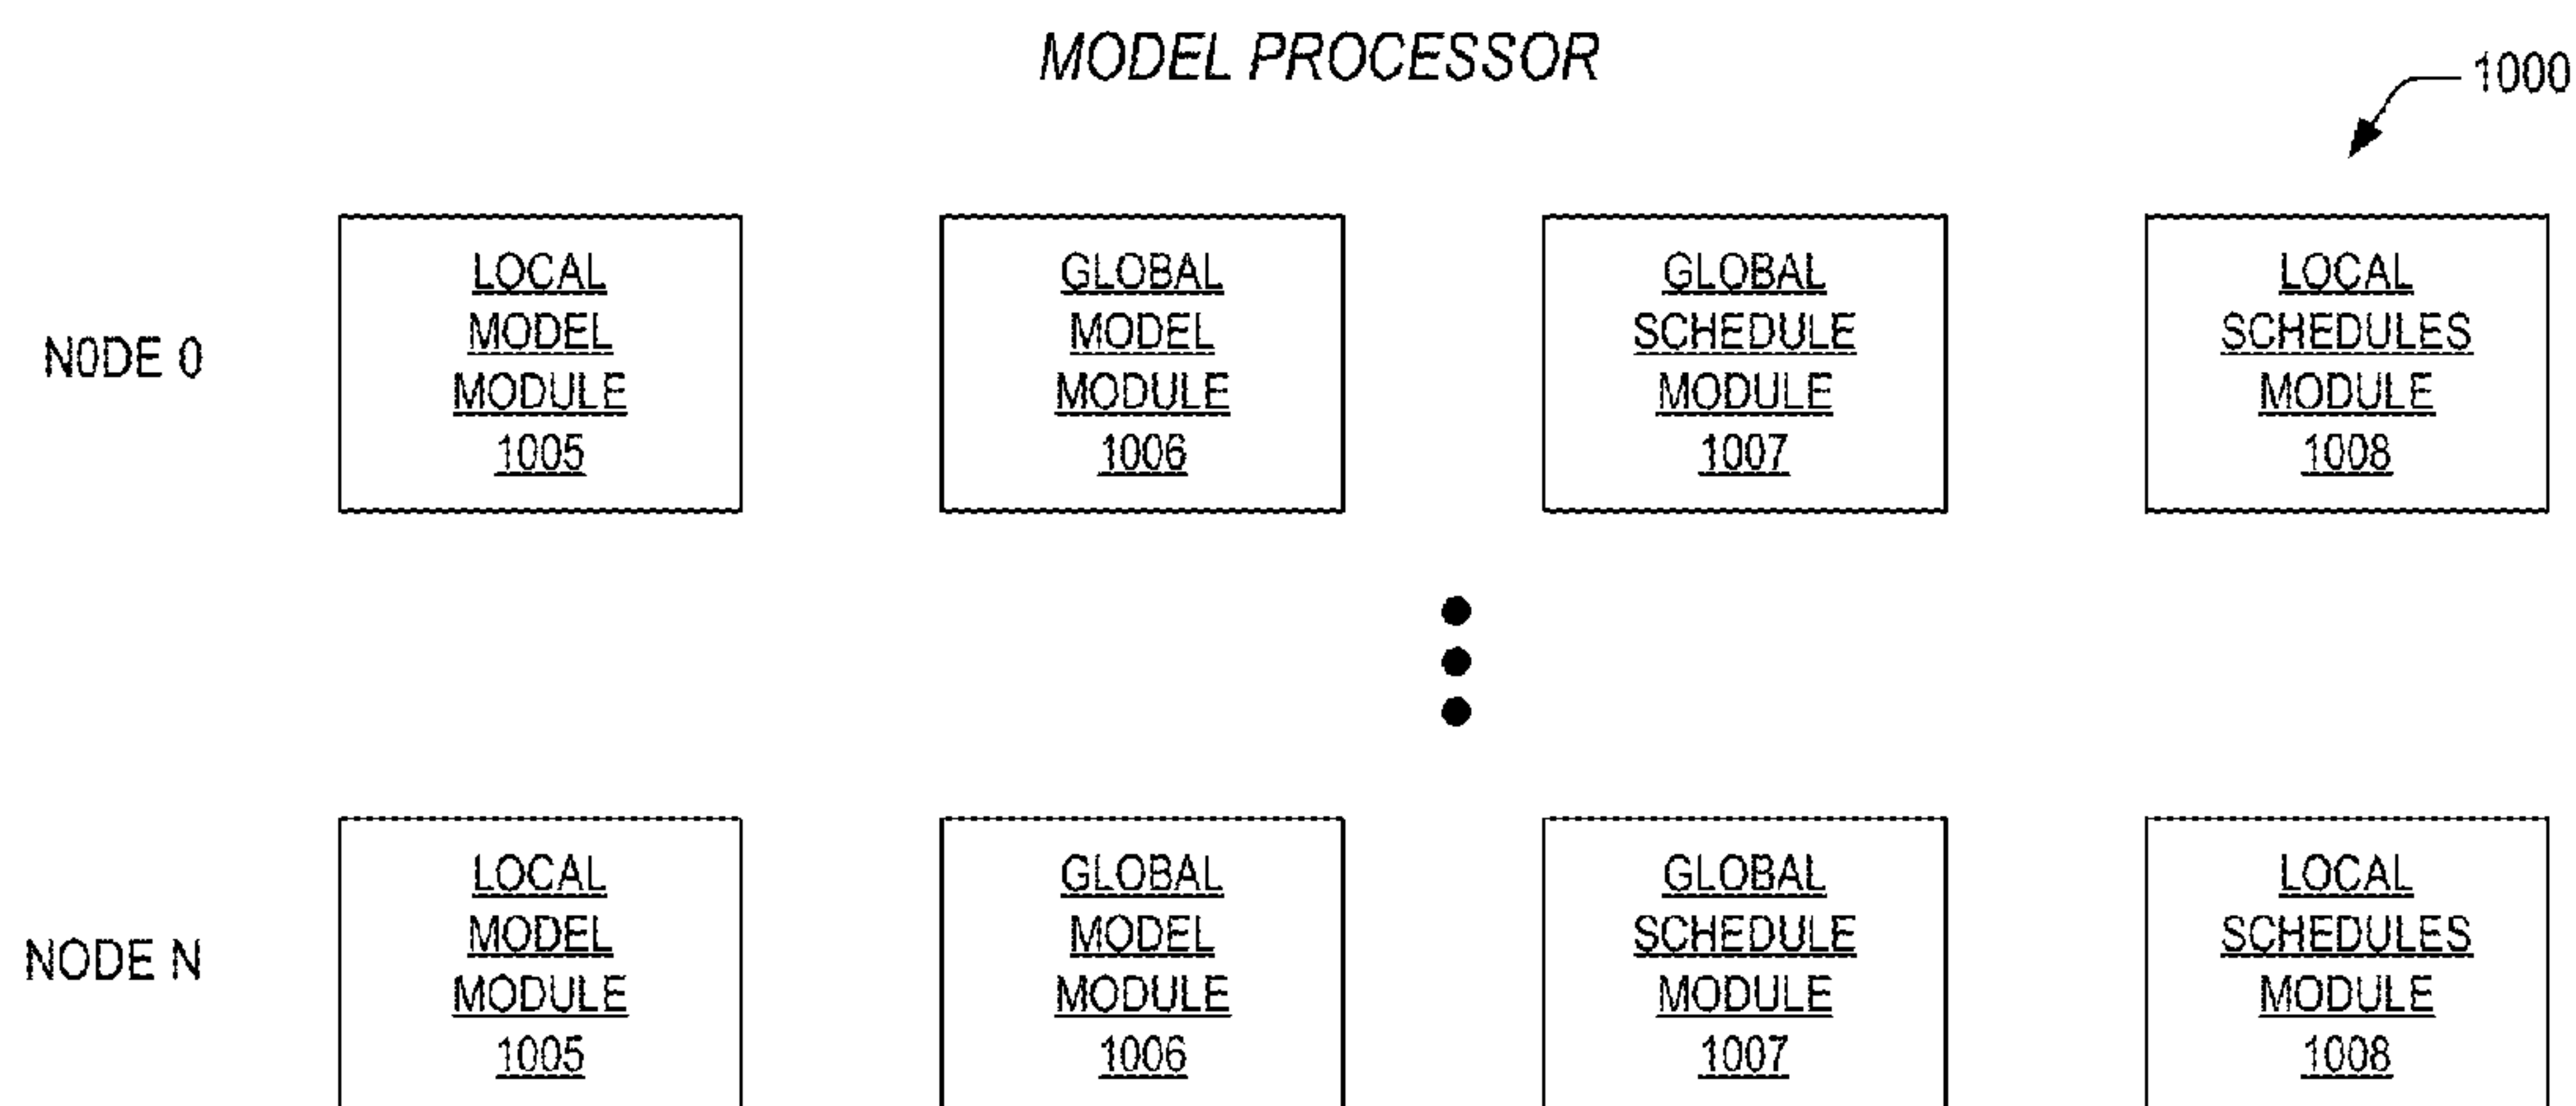 MODEL PROCESSOR
1000
N0DE 0
LOCAL
MODEL
MODULE
1005
GLOBAL
MODEL
MODULE
1006
GLOBAL
SCHEDULE
MODULE
1007
LOCAL
SCHEDULES
MODULE
1008
NODE N
LOCAL
MODEL
MODULE
1005
GLOBAL
MODEL
MODULE
1006
GLOBAL
SCHEDULE
MODULE
1007
LOCAL
SCHEDULES
MODULE
1008